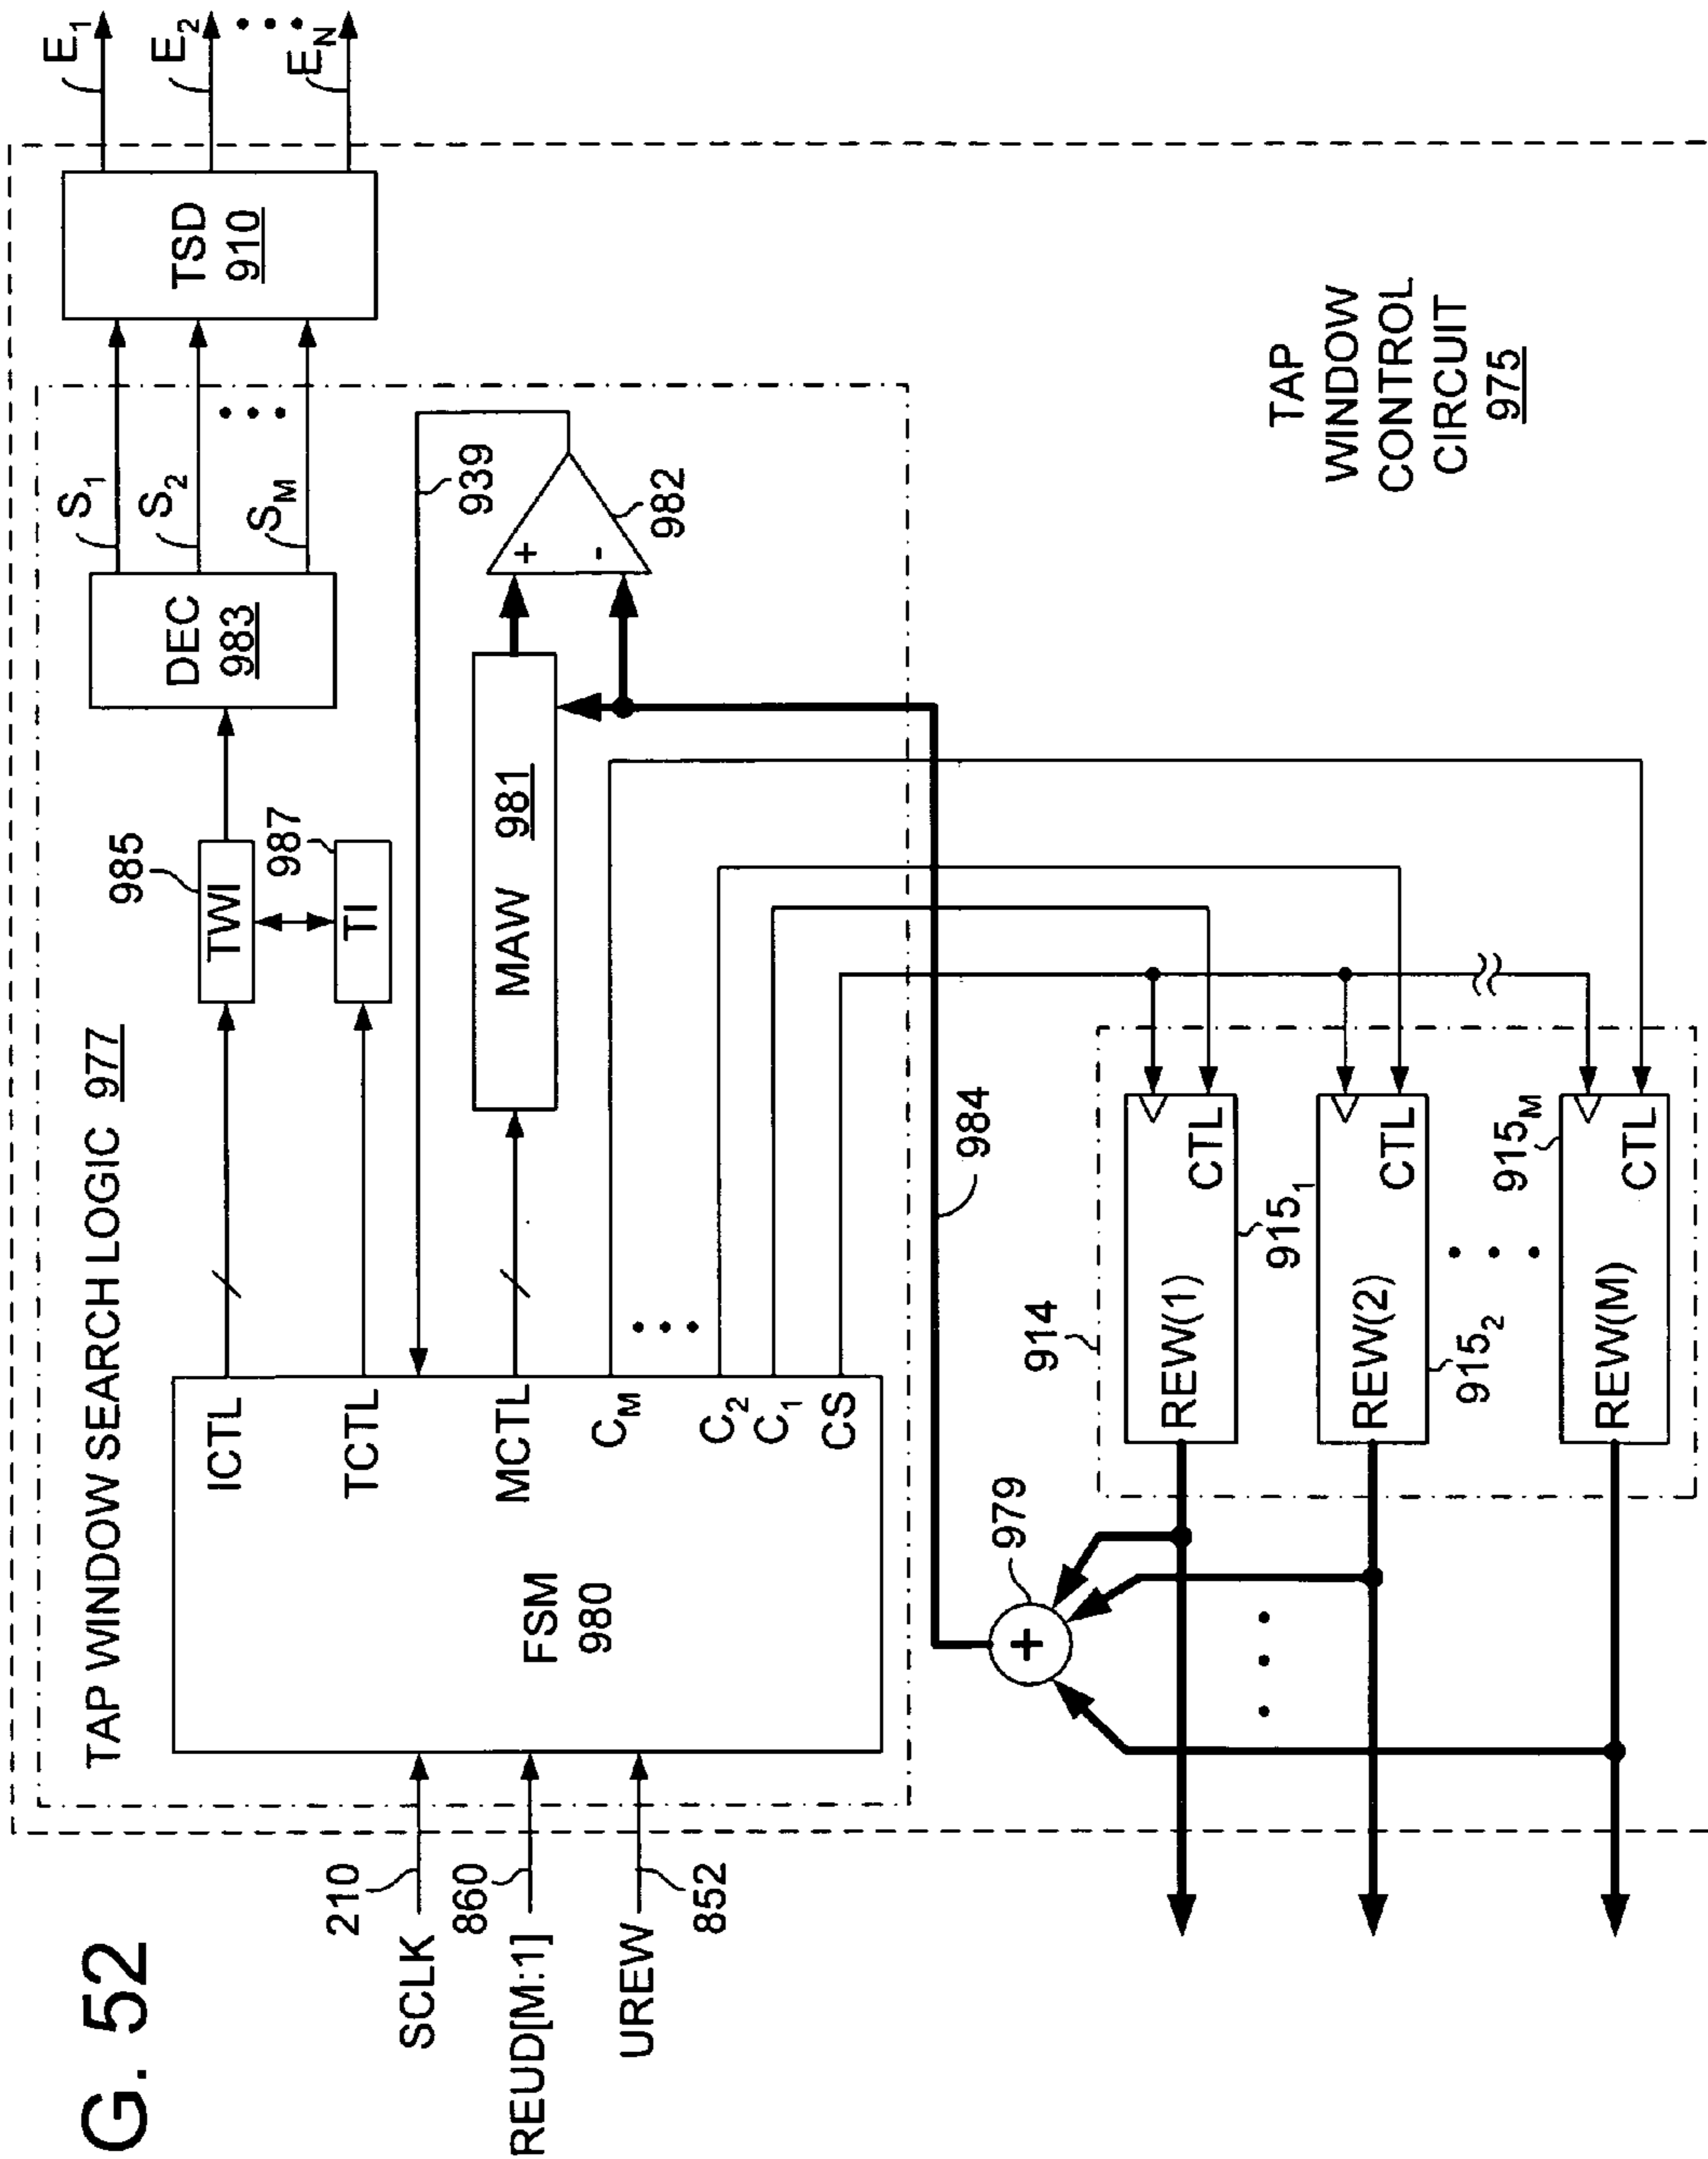 G. 52
TAP WINDOW SEARCH LOGIC 977
SCLK
210
REUD[M:1]
860
UREW
852
FSM
980
ICTL
TCTL
MCTL
CM
C2
C1
CS
TWI
985
TI
987
MAW 981
939
+
-
982
DEC
983
S1
S2
SM
TSD
910
E1
E2
EN
984
979
+
914
REW(1)
CTL
9151
REW(2)
CTL
9152
REW(M)
CTL
915M
TAP
WINDOW
CONTROL
CIRCUIT
975